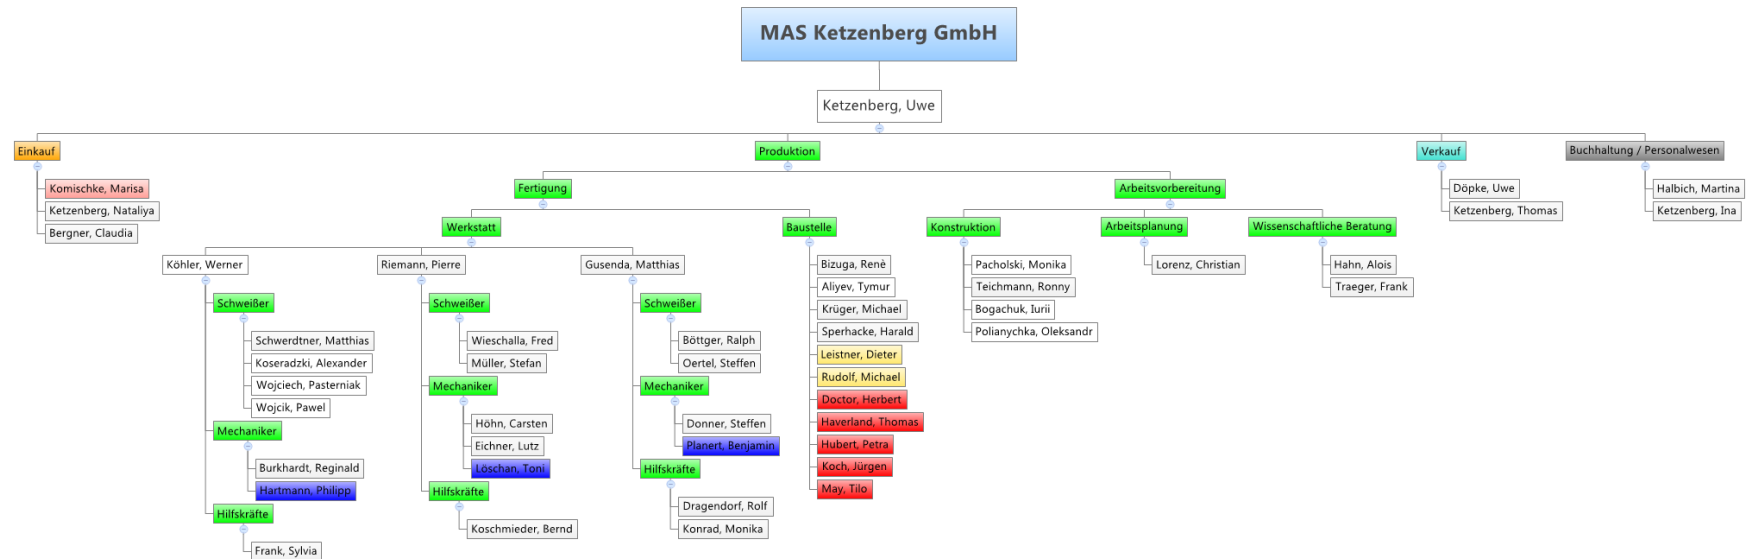 MAS Ketzenberg GmbH
Ketzenberg, Uwe
Einkauf
Komischke, Marisa
Ketzenberg, Nataliya
Bergner, Claudia
Produktion
Fertigung
Werkstatt
Köhler, Werner
Schweißer
Schwerdtner, Matthias
Koseradzki, Alexander
Wojciech, Pasterniak
Wojcik, Pawel
Mechaniker
Burkhardt, Reginald
Hartmann, Philipp
Hilfskräfte
Frank, Sylvia
Riemann, Pierre
Schweißer
Wieschalla, Fred
Müller, Stefan
Mechaniker
Höhn, Carsten
Eichner, Lutz
Löschan, Toni
Hilfskräfte
Koschmieder, Bernd
Gusenda, Matthias
Schweißer
Böttger, Ralph
Oertel, Steffen
Mechaniker
Donner, Steffen
Planert, Benjamin
Hilfskräfte
Dragendorf, Rolf
Konrad, Monika
Baustelle
Bizuga, Renè
Aliyev, Tymur
Krüger, Michael
Sperhacke, Harald
Leistner, Dieter
Rudolf, Michael
Doctor, Herbert
Haverland, Thomas
Hubert, Petra
Koch, Jürgen
May, Tilo
Arbeitsvorbereitung
Konstruktion
Pacholski, Monika
Teichmann, Ronny
Bogachuk, Iurii
Polianychka, Oleksandr
Arbeitsplanung
Lorenz, Christian
Wissenschaftliche Beratung
Hahn, Alois
Traeger, Frank
Verkauf
Döpke, Uwe
Ketzenberg, Thomas
Buchhaltung / Personalwesen
Halbich, Martina
Ketzenberg, Ina